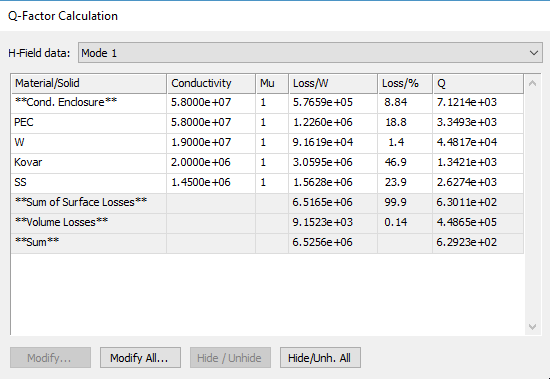 Q-Factor Calculation
H-Field data: Mode 1
Material/Solid Conductivity Mu Loss/W Loss/% Q
**Cond. Enclosure** 5.8000e+07 1 5.7659e+05 8.84 7.1214e+03
PEC 5.8000e+07 1 1.2260e+06 18.8 3.3493e+03
W 1.9000e+07 1 9.1619e+04 1.4 4.4817e+04
Kovar 2.0000e+06 1 3.0595e+06 46.9 1.3421e+03
SS 1.4500e+06 1 1.5628e+06 23.9 2.6274e+03
**Sum of Surface Losses** 6.5165e+06 99.9 6.3011e+02
**Volume Losses** 9.1523e+03 0.14 4.4865e+05
**Sum** 6.5256e+06 6.2923e+02
Modify... Modify All... Hide / Unhide Hide/Unh. All